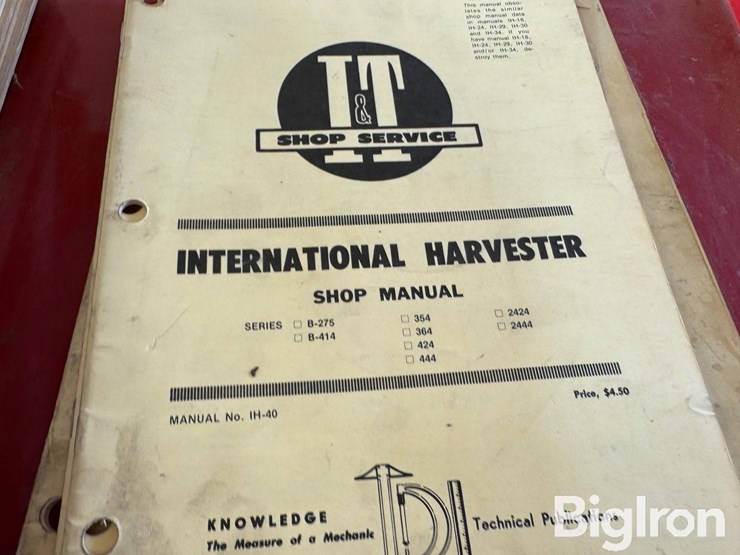 This manual obso-
letes the similar
shop manual data
in manuals IH-18,
IH-24, IH-29, IH-30
and IH-34. If you
have manual IH-18,
IH-24, IH-29, IH-30
and/or IH-34, de-
stroy them.
I&T
SHOP SERVICE
INTERNATIONAL HARVESTER
SHOP MANUAL
SERIES □ B-275 □ 354 □ 2424
□ B-414 □ 364 □ 2444
□ 424
□ 444
Price, $4.50
MANUAL No. IH-40
KNOWLEDGE
The Measure of a Mechanic
Technical Publications
BigIron